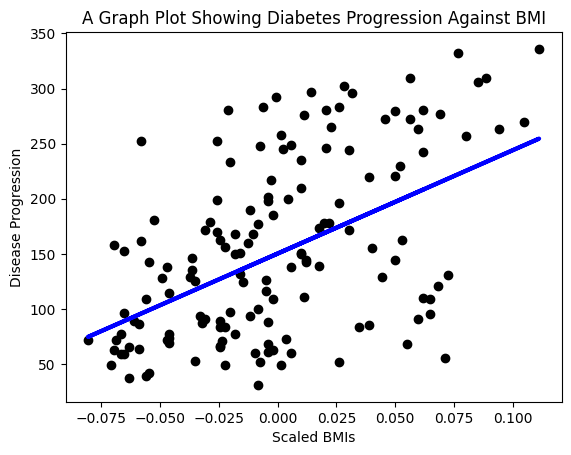 A Graph Plot Showing Diabetes Progression Against BMI
350
300
250
200
150
100
50
Disease Progression
−0.075 −0.050 −0.025 0.000 0.025 0.050 0.075 0.100
Scaled BMIs